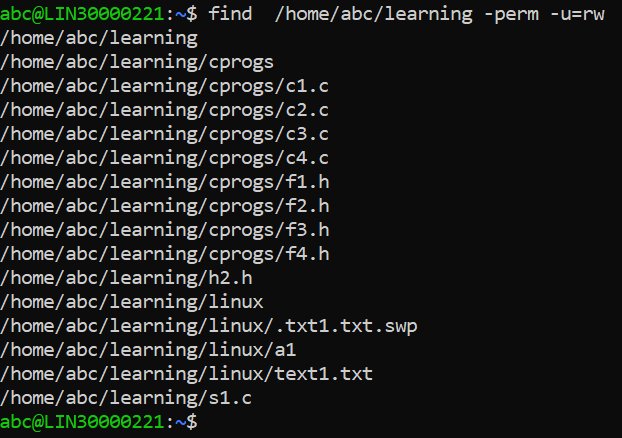 abc@LIN30000221:~$ find  /home/abc/learning -perm -u=rw
/home/abc/learning
/home/abc/learning/cprogs
/home/abc/learning/cprogs/c1.c
/home/abc/learning/cprogs/c2.c
/home/abc/learning/cprogs/c3.c
/home/abc/learning/cprogs/c4.c
/home/abc/learning/cprogs/f1.h
/home/abc/learning/cprogs/f2.h
/home/abc/learning/cprogs/f3.h
/home/abc/learning/cprogs/f4.h
/home/abc/learning/h2.h
/home/abc/learning/linux
/home/abc/learning/linux/.txt1.txt.swp
/home/abc/learning/linux/a1
/home/abc/learning/linux/text1.txt
/home/abc/learning/s1.c
abc@LIN30000221:~$